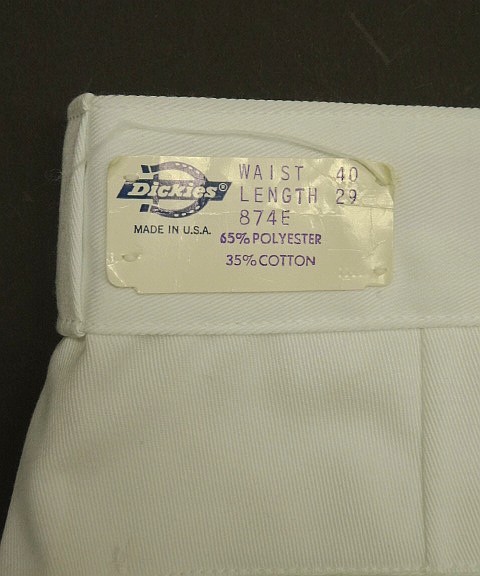 Dickies®
MADE IN U.S.A.
WAIST 40
LENGTH 29
874E
65% POLYESTER
35% COTTON